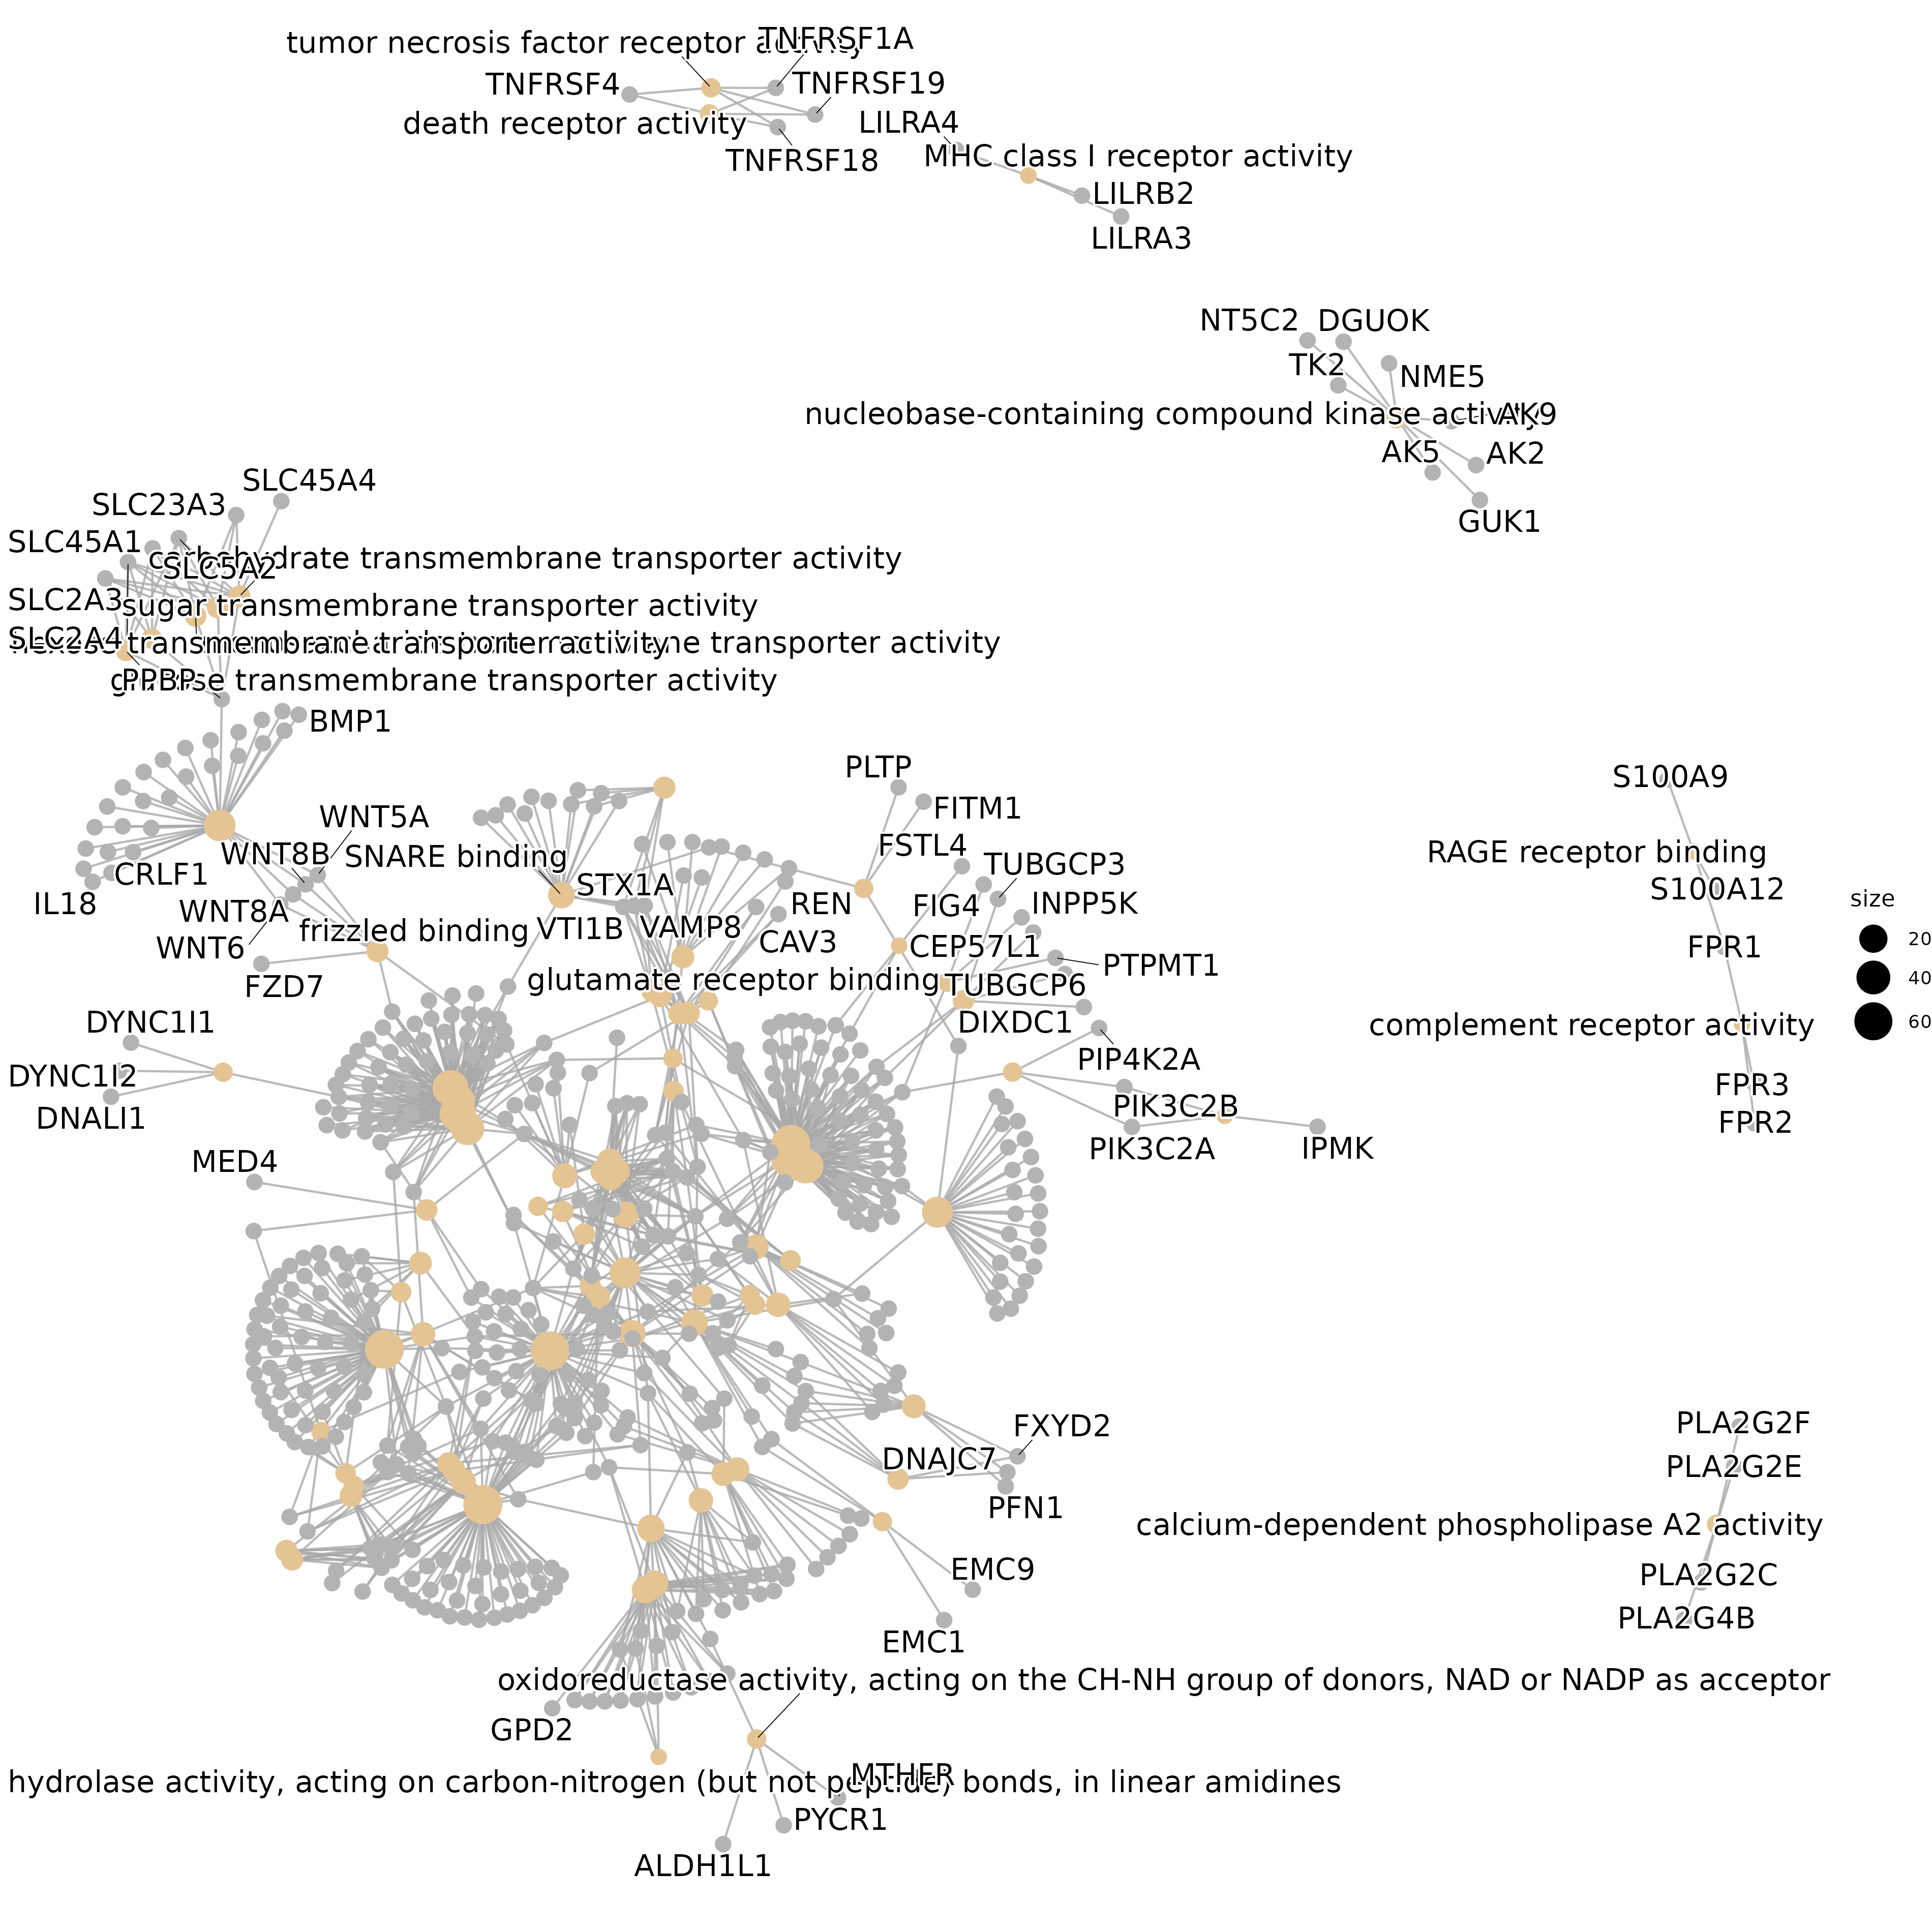 tumor necrosis factor receptor activity
TNFRSF1A
TNFRSF4
TNFRSF19
death receptor activity
LILRA4
TNFRSF18
MHC class I receptor activity
LILRB2
LILRA3
NT5C2
DGUOK
TK2
NME5
nucleobase-containing compound kinase activity
AK9
AK5
AK2
GUK1
SLC45A4
SLC23A3
SLC45A1
carbohydrate transmembrane transporter activity
SLC5A2
SLC2A3
sugar transmembrane transporter activity
SLC2A4
hexose transmembrane transporter activity
transmembrane transporter activity
PPBP
glucose transmembrane transporter activity
BMP1
PLTP
S100A9
FITM1
WNT5A
FSTL4
WNT8B
SNARE binding
RAGE receptor binding
TUBGCP3
CRLF1
STX1A
S100A12
size
IL18
WNT8A
REN
FIG4
INPP5K
frizzled binding
VTI1B
VAMP8
CAV3
20
WNT6
CEP57L1
FPR1
PTPMT1
40
FZD7
glutamate receptor binding
TUBGCP6
DYNC1I1
DIXDC1
complement receptor activity
60
PIP4K2A
DYNC1I2
FPR3
DNALI1
PIK3C2B
FPR2
PIK3C2A
IPMK
MED4
PLA2G2F
FXYD2
DNAJC7
PLA2G2E
PFN1
calcium-dependent phospholipase A2 activity
EMC9
PLA2G2C
PLA2G4B
EMC1
oxidoreductase activity, acting on the CH-NH group of donors, NAD or NADP as acceptor
GPD2
MTHFR
hydrolase activity, acting on carbon-nitrogen (but not peptide) bonds, in linear amidines
PYCR1
ALDH1L1